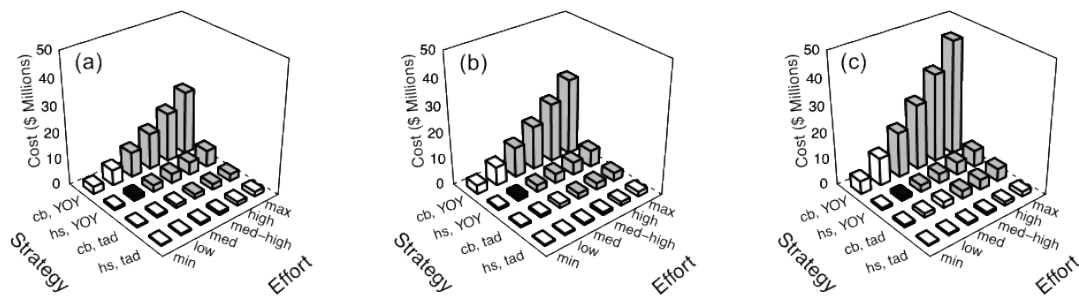 (a)
Cost ($ Millions)
50
40
30
20
10
0
cb, YOY
hs, YOY
cb, tad
hs, tad
Strategy
min
low
med
med–high
high
max
Effort
(b)
Cost ($ Millions)
50
40
30
20
10
0
cb, YOY
hs, YOY
cb, tad
hs, tad
Strategy
min
low
med
med–high
high
max
Effort
(c)
Cost ($ Millions)
50
40
30
20
10
0
cb, YOY
hs, YOY
cb, tad
hs, tad
Strategy
min
low
med
med–high
high
max
Effort